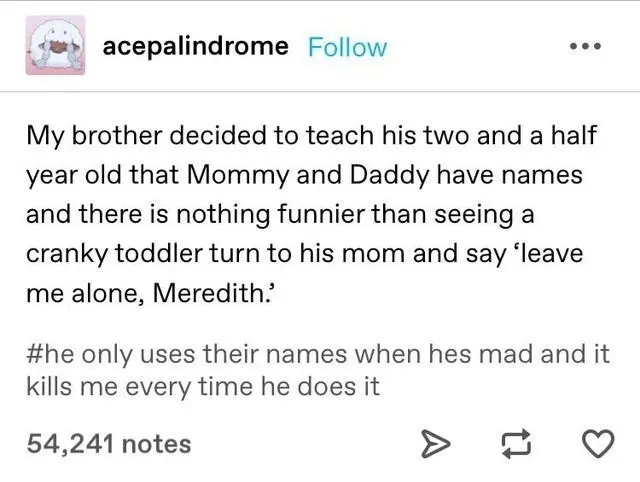 acepalindrome Follow
My brother decided to teach his two and a half
year old that Mommy and Daddy have names
and there is nothing funnier than seeing a
cranky toddler turn to his mom and say ‘leave
me alone, Meredith.’
#he only uses their names when hes mad and it
kills me every time he does it
54,241 notes